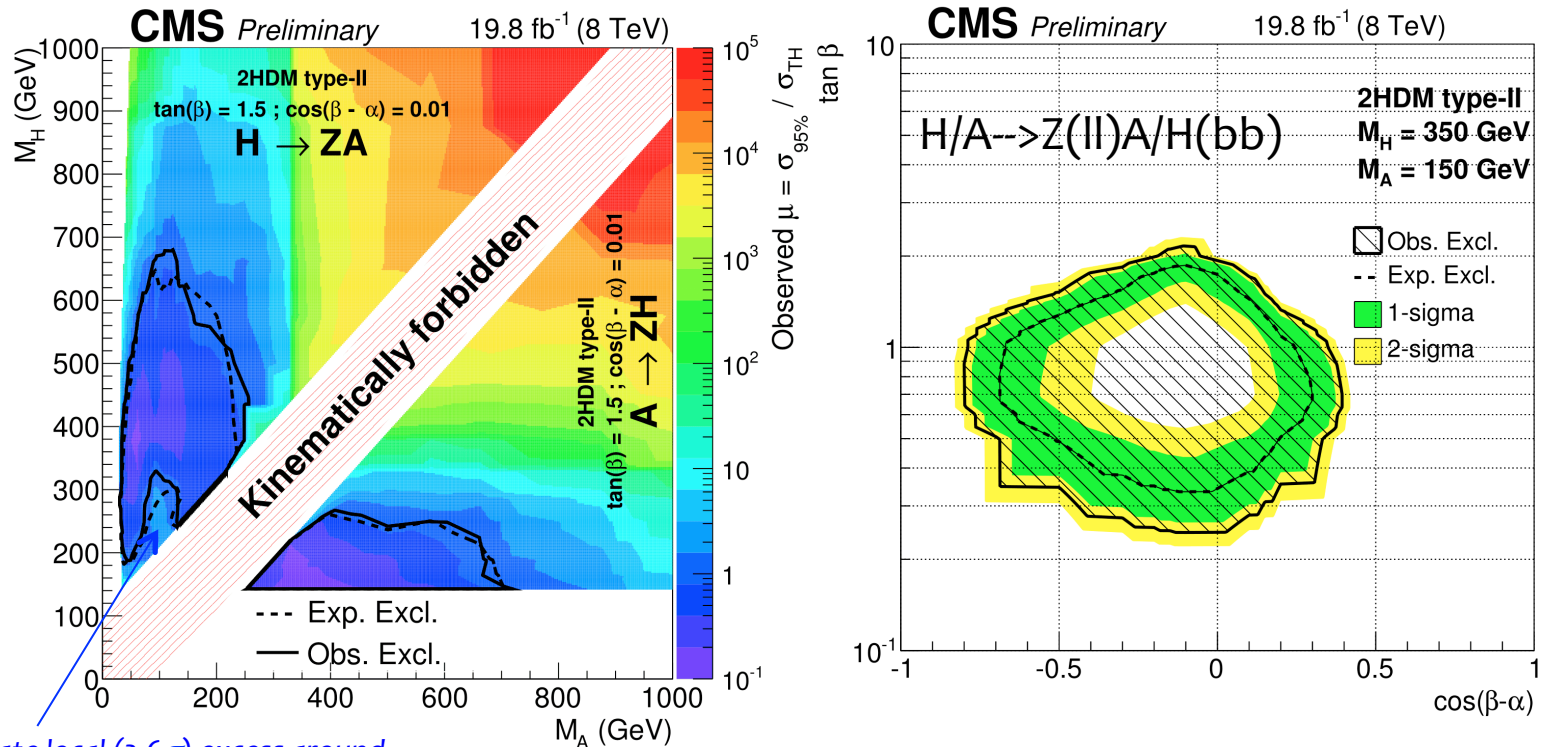 CMS Preliminary 19.8 fb⁻¹ (8 TeV)
M_H (GeV)
1000
900
800
700
600
500
400
300
200
100
0
2HDM type-II
tan(β) = 1.5 ; cos(β - α) = 0.01
H → ZA
Kinematically forbidden
2HDM type-II
tan(β) = 1.5 ; cos(β - α) = 0.01
A → ZH
Exp. Excl.
Obs. Excl.
0 200 400 600 800 1000
M_A (GeV)
10⁵
10⁴
10³
10²
10
1
10⁻¹
Observed μ = σ_95% / σ_TH
local (2.6 σ) excess around
CMS Preliminary 19.8 fb⁻¹ (8 TeV)
tan β
10
1
10⁻¹
H/A-->Z(ll)A/H(bb)
2HDM type-II
M_H = 350 GeV
M_A = 150 GeV
Obs. Excl.
Exp. Excl.
1-sigma
2-sigma
-1 -0.5 0 0.5 1
cos(β-α)